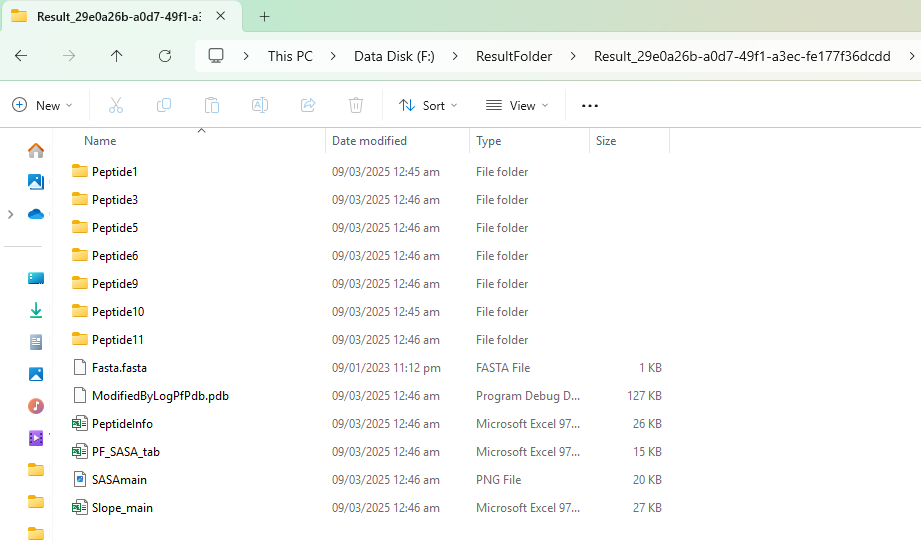 Result_29e0a26b-a0d7-49f1-a3
This PC Data Disk (F:) ResultFolder Result_29e0a26b-a0d7-49f1-a3ec-fe177f36dcdd
New Sort View
Name Date modified Type Size
Peptide1 09/03/2025 12:45 am File folder
Peptide3 09/03/2025 12:46 am File folder
Peptide5 09/03/2025 12:46 am File folder
Peptide6 09/03/2025 12:46 am File folder
Peptide9 09/03/2025 12:46 am File folder
Peptide10 09/03/2025 12:45 am File folder
Peptide11 09/03/2025 12:46 am File folder
Fasta.fasta 09/01/2023 11:12 pm FASTA File 1 KB
ModifiedByLogPfPdb.pdb 09/03/2025 12:46 am Program Debug D... 127 KB
PeptideInfo 09/03/2025 12:46 am Microsoft Excel 97... 26 KB
PF_SASA_tab 09/03/2025 12:46 am Microsoft Excel 97... 15 KB
SASAmain 09/03/2025 12:46 am PNG File 20 KB
Slope_main 09/03/2025 12:46 am Microsoft Excel 97... 27 KB